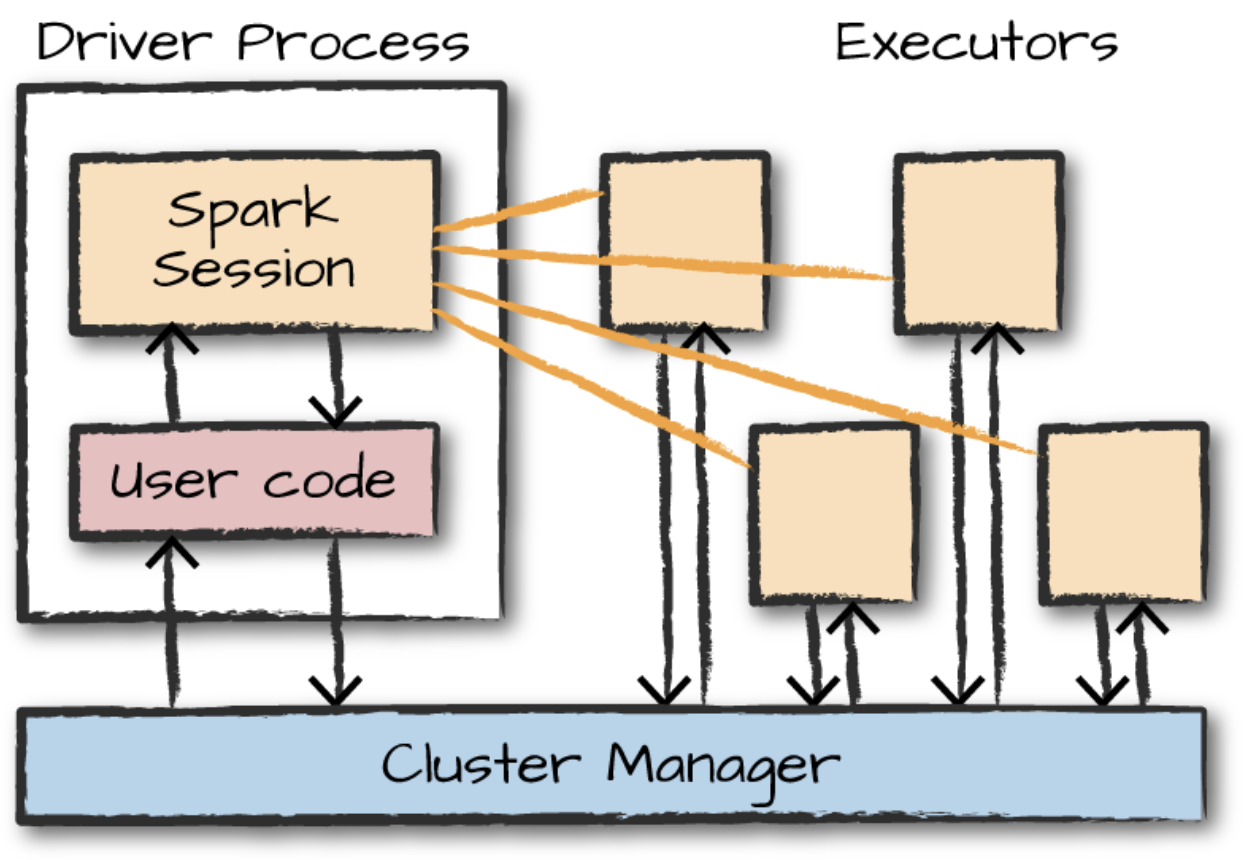 Driver Process
Executors
Spark
Session
User code
Cluster Manager